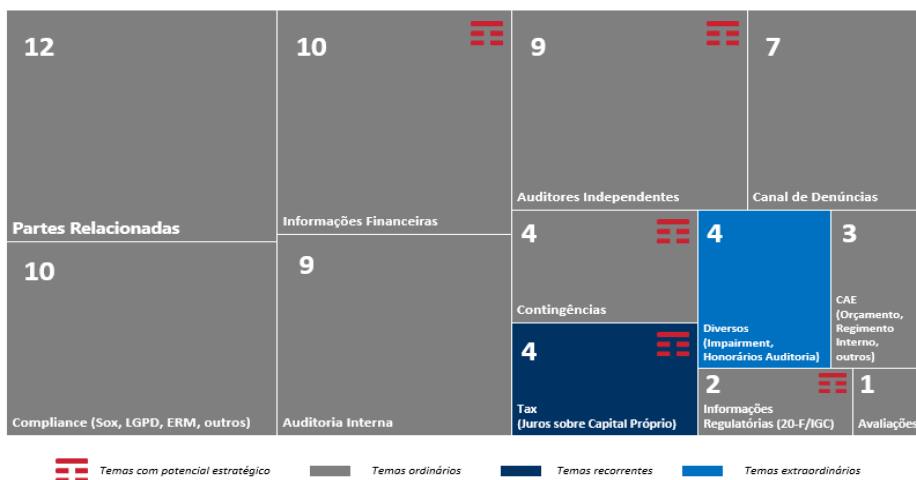 12
Partes Relacionadas
10
Informações Financeiras
9
Auditores Independentes
7
Canal de Denúncias
10
Compliance (Sox, LGPD, ERM, outros)
9
Auditoria Interna
4
Contingências
4
Diversos
(Impairment,
Honorários Auditoria)
3
CAE
(Orçamento,
Regimento
Interno,
outros)
4
Tax
(Juros sobre Capital Próprio)
2
Informações
Regulatórias (20-F/IGC)
1
Avaliações
Temas com potencial estratégico
Temas ordinários
Temas recorrentes
Temas extraordinários